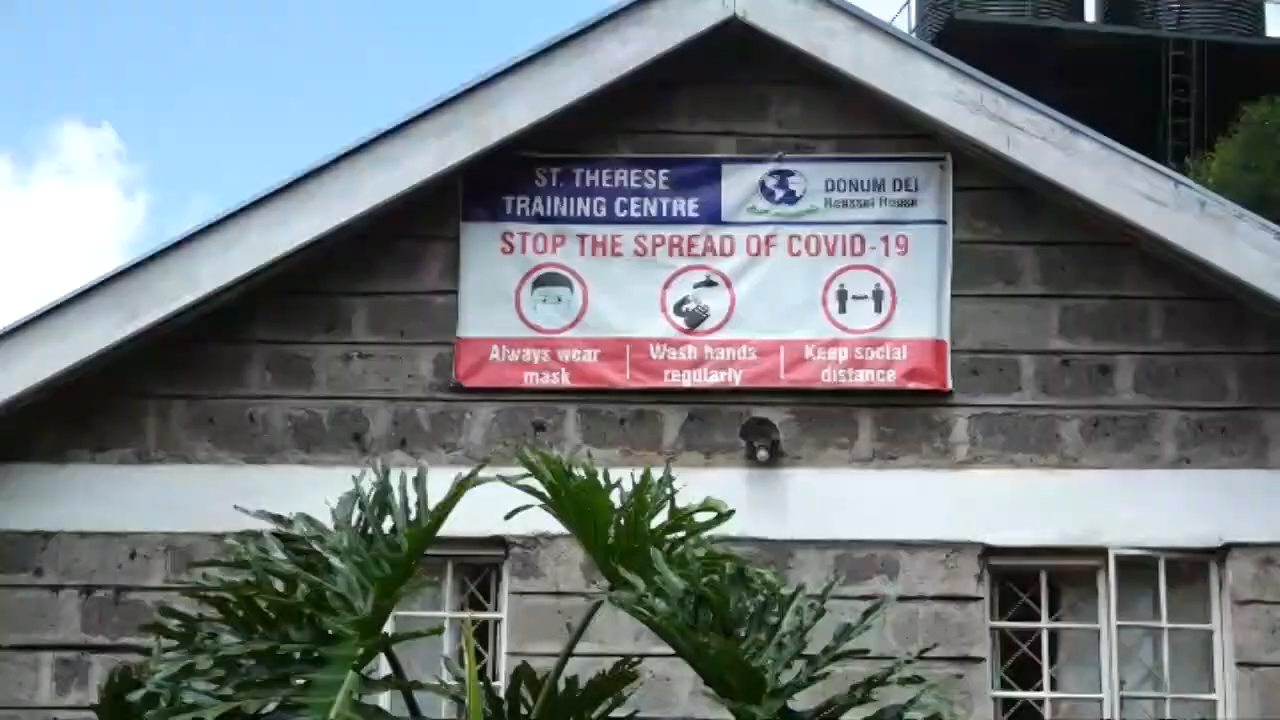 ST. THERESE
TRAINING CENTRE
DONUM DEI
STOP THE SPREAD OF COVID-19
Always wear
mask
Wash hands
regularly
Keep social
distance